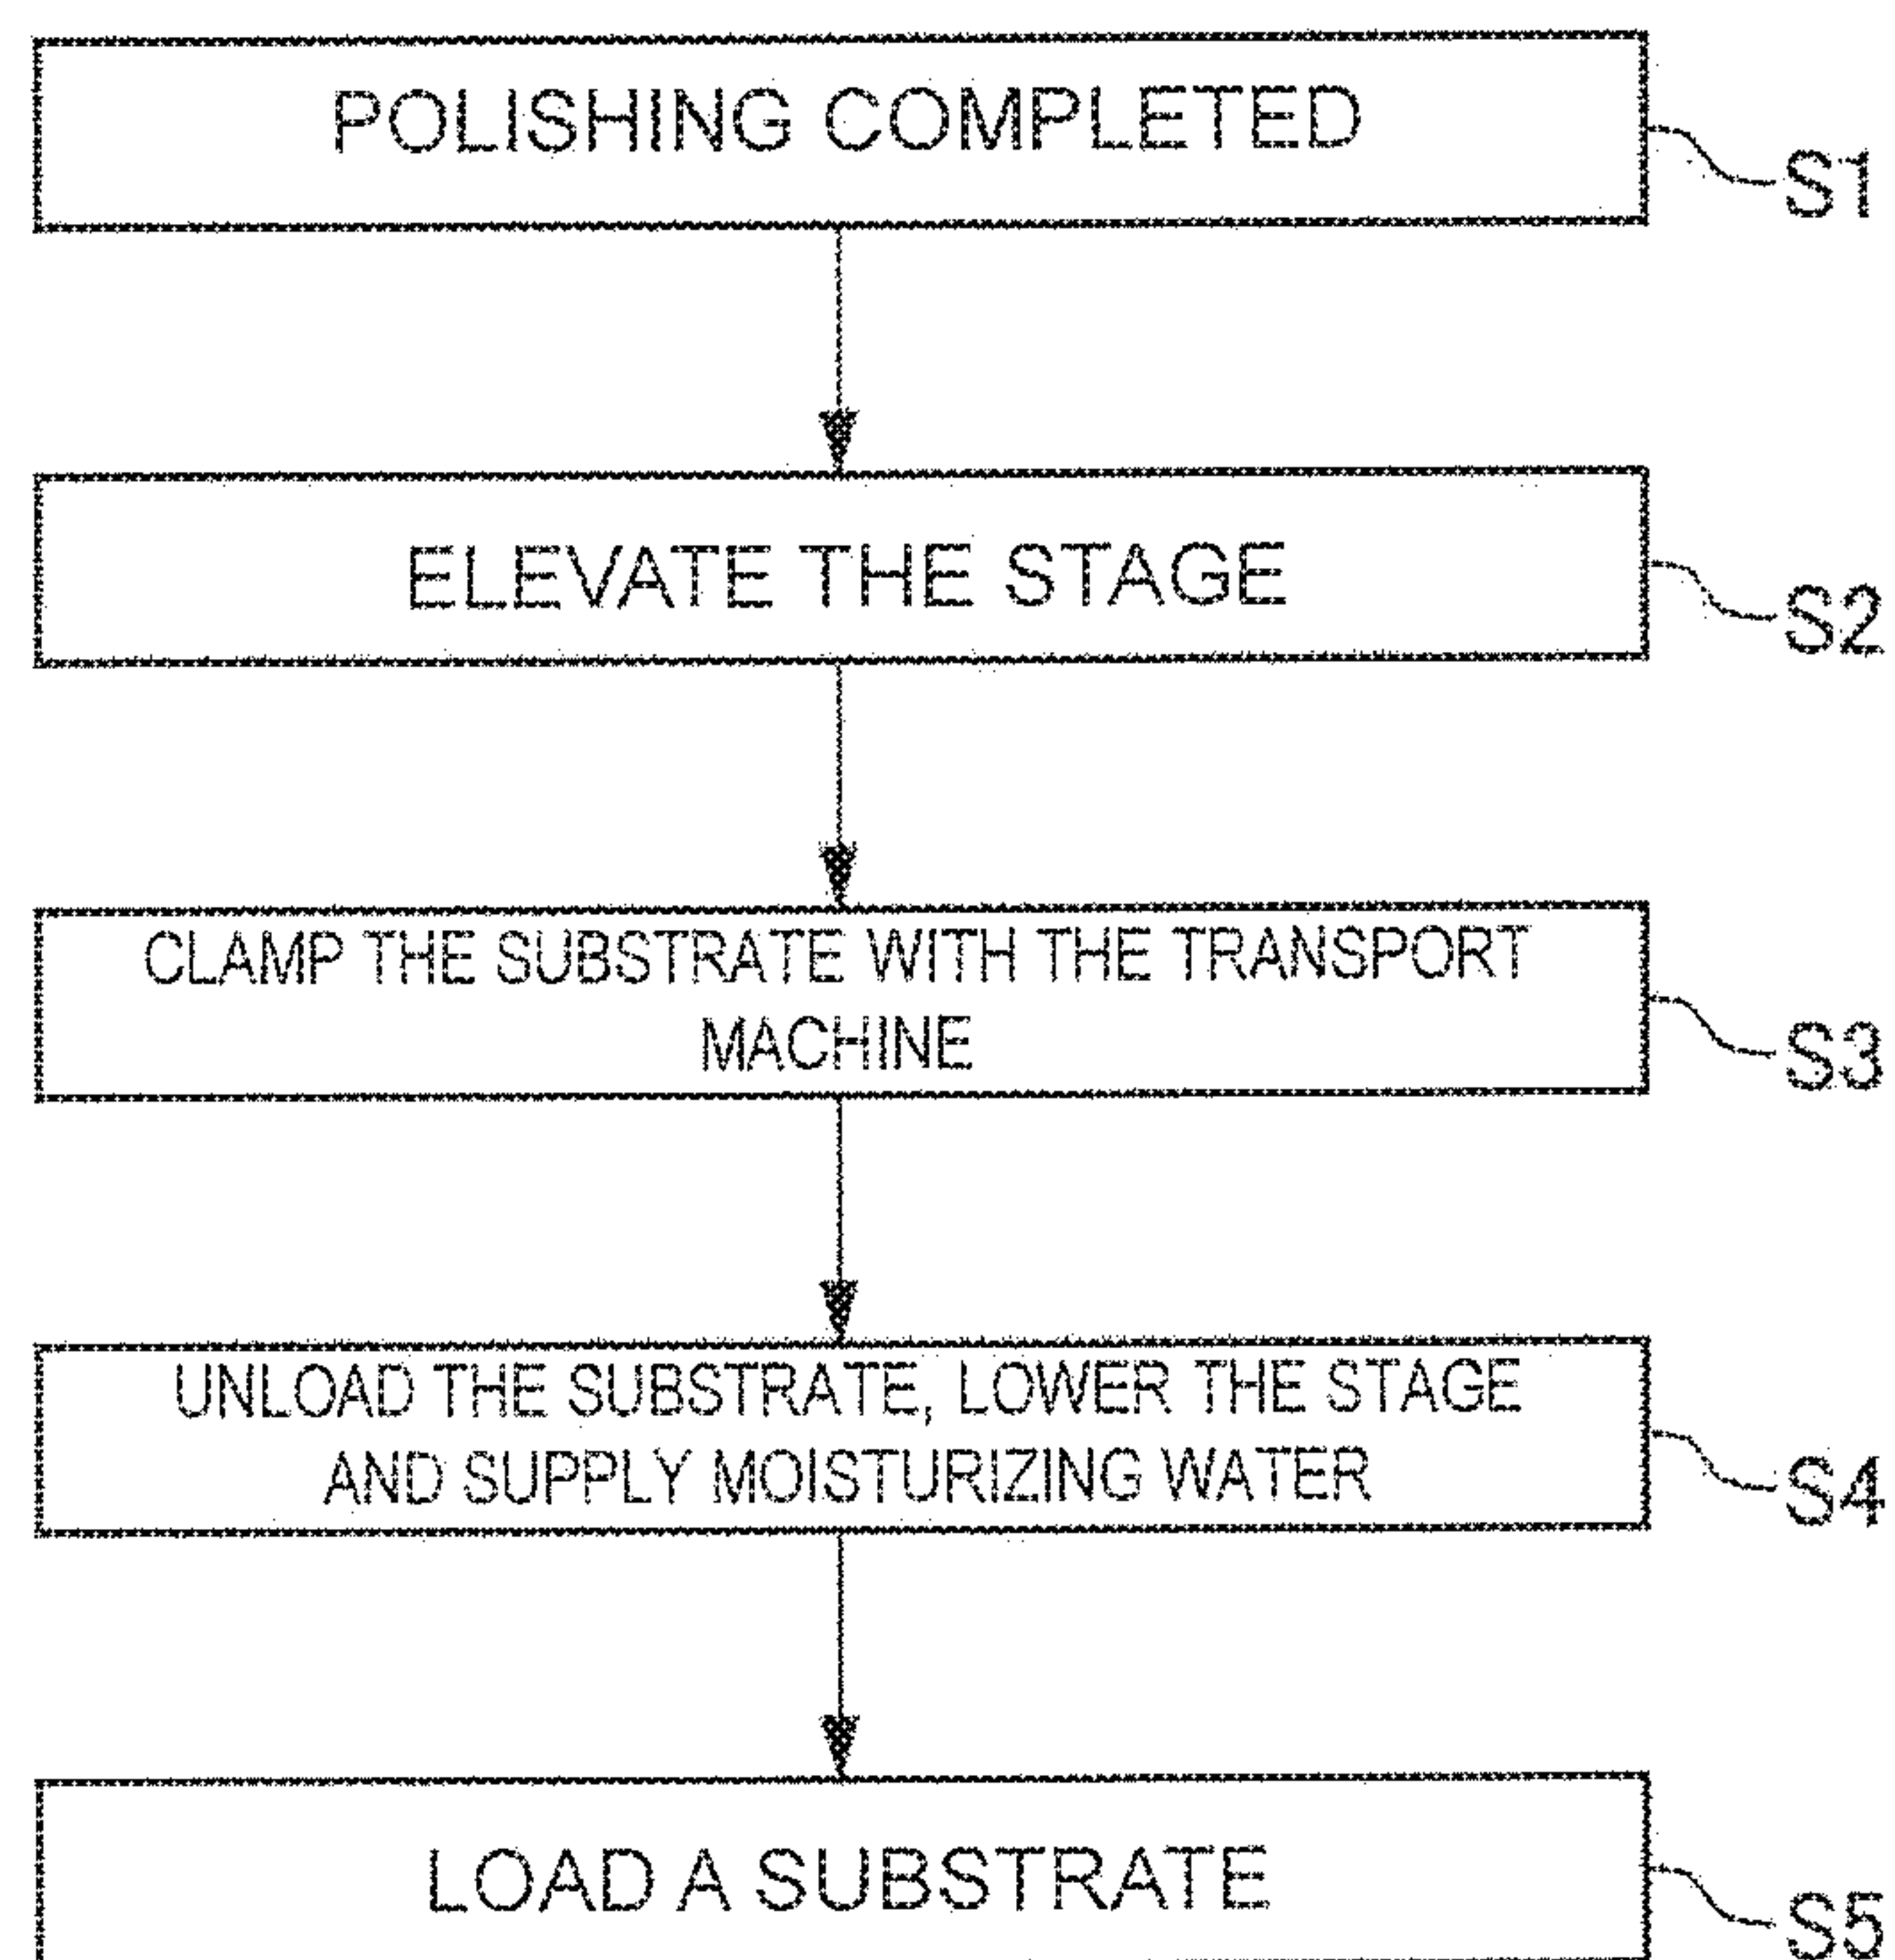 POLISHING COMPLETED
S1
ELEVATE THE STAGE
S2
CLAMP THE SUBSTRATE WITH THE TRANSPORT
MACHINE
S3
UNLOAD THE SUBSTRATE, LOWER THE STAGE
AND SUPPLY MOISTURIZING WATER
S4
LOAD A SUBSTRATE
S5